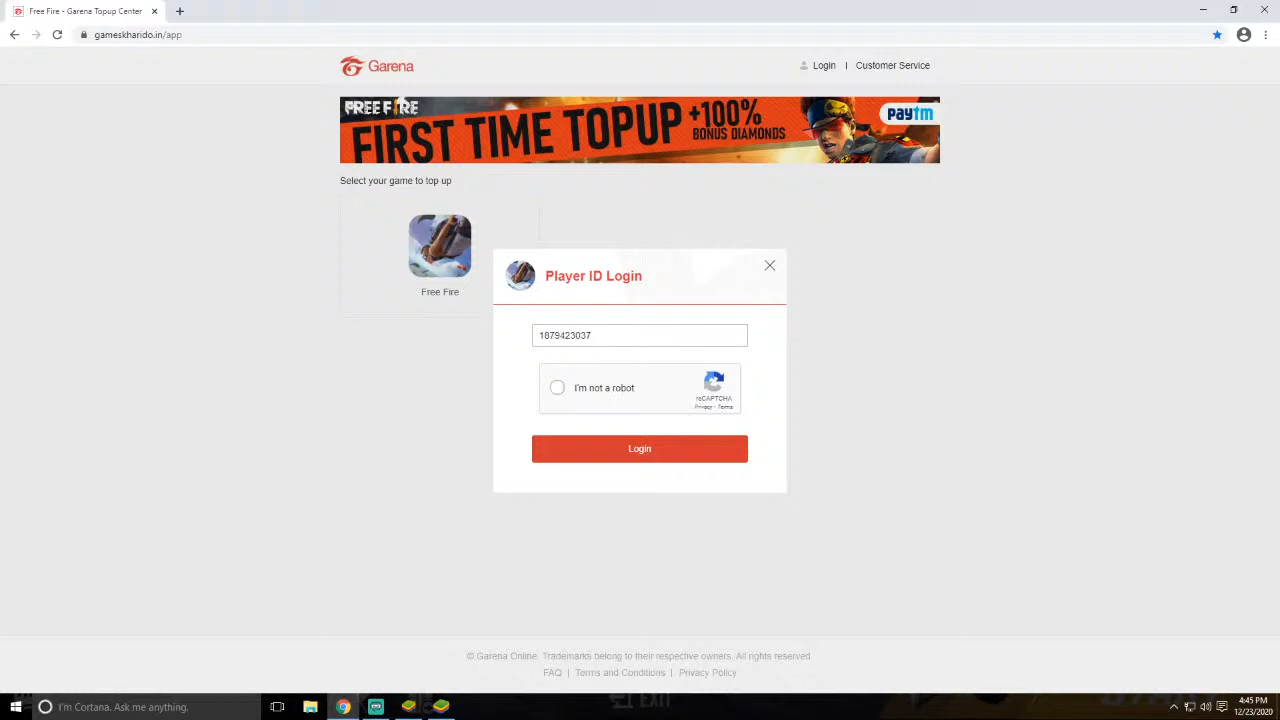 Free Fire - Garena Topup Center
gameskharido.in/app
Garena
Login | Customer Service
FREE FIRE
FIRST TIME TOPUP +100% BONUS DIAMONDS
paytm
Select your game to top up
Free Fire
Player ID Login
1879423037
I'm not a robot
reCAPTCHA
Privacy - Terms
Login
© Garena Online. Trademarks belong to their respective owners. All rights reserved
FAQ | Terms and Conditions | Privacy Policy
I'm Cortana. Ask me anything.
EXIT
4:45 PM
12/23/2020